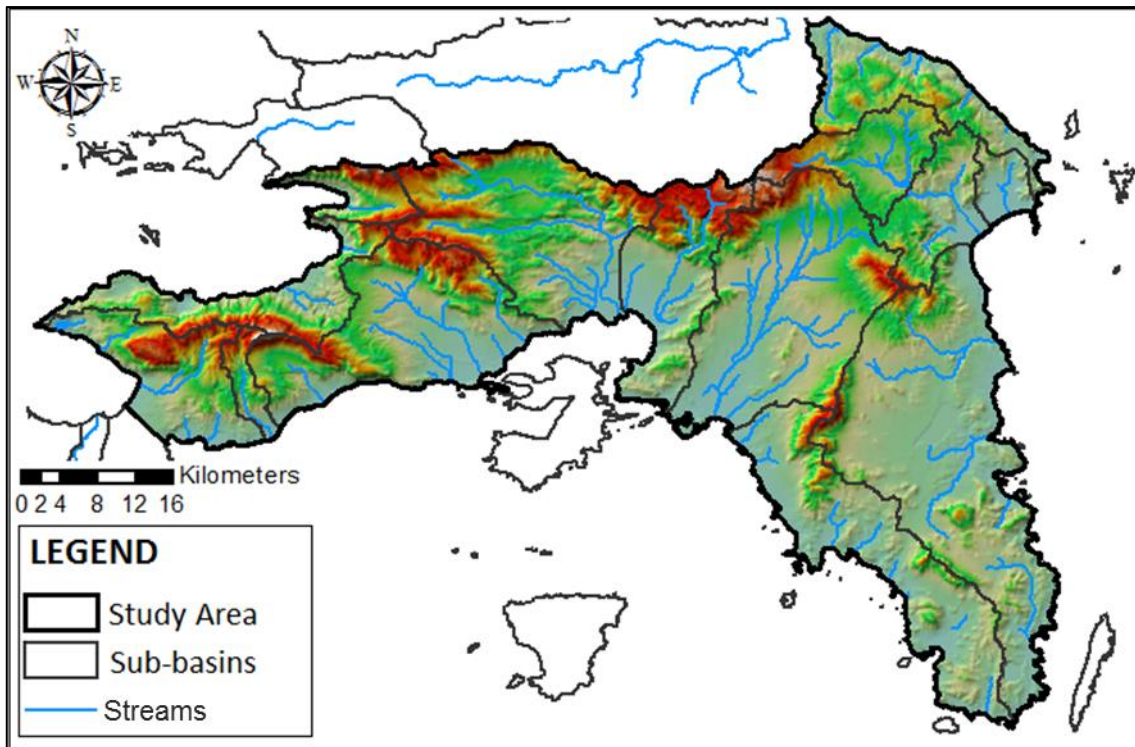 N
W E
S
Kilometers
0 2 4 8 12 16
LEGEND
Study Area
Sub-basins
Streams